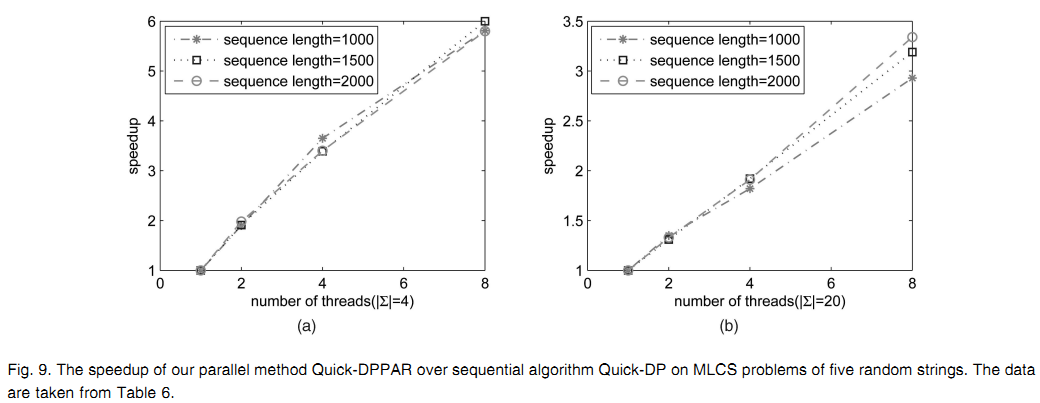 6
5
4
3
2
1
0
2
4
6
8
speedup
number of threads(|Σ|=4)
sequence length=1000
sequence length=1500
sequence length=2000
(a)
3.5
3
2.5
2
1.5
1
0
2
4
6
8
speedup
number of threads(|Σ|=20)
sequence length=1000
sequence length=1500
sequence length=2000
(b)
Fig. 9. The speedup of our parallel method Quick-DPPAR over sequential algorithm Quick-DP on MLCS problems of five random strings. The data
are taken from Table 6.